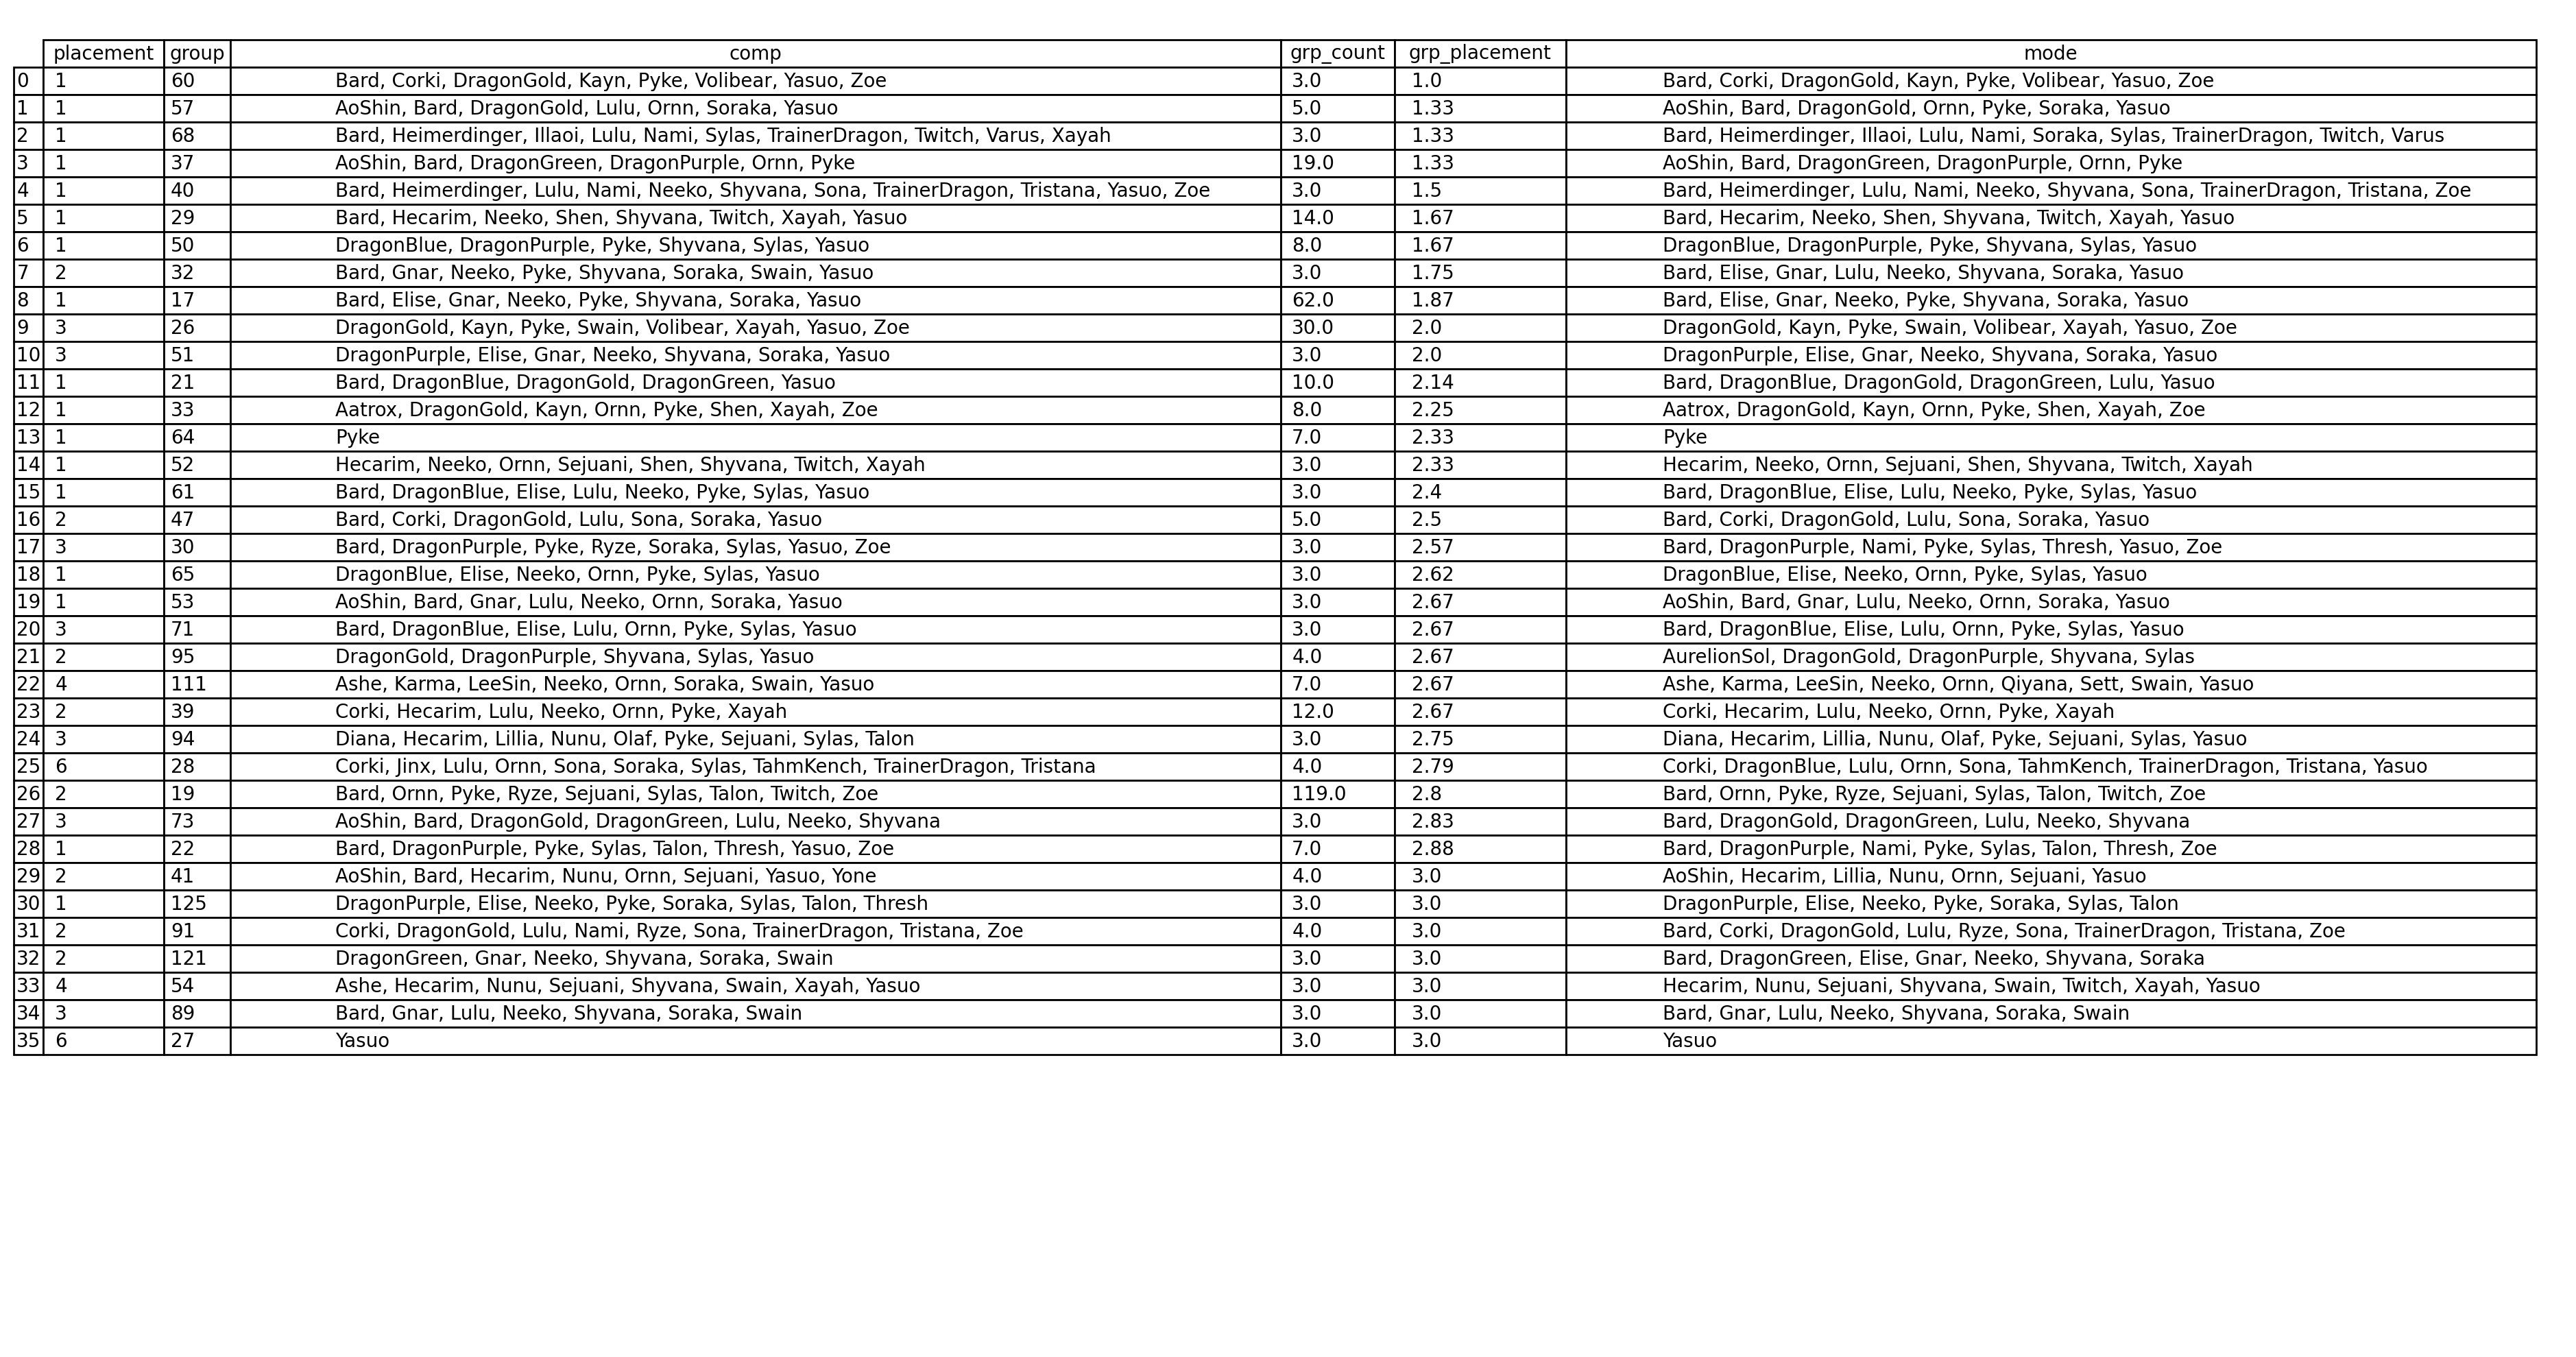 placement group comp grp_count grp_placement mode
0 1 60 Bard, Corki, DragonGold, Kayn, Pyke, Volibear, Yasuo, Zoe 3.0 1.0 Bard, Corki, DragonGold, Kayn, Pyke, Volibear, Yasuo, Zoe
1 1 57 AoShin, Bard, DragonGold, Lulu, Ornn, Soraka, Yasuo 5.0 1.33 AoShin, Bard, DragonGold, Ornn, Pyke, Soraka, Yasuo
2 1 68 Bard, Heimerdinger, Illaoi, Lulu, Nami, Sylas, TrainerDragon, Twitch, Varus, Xayah 3.0 1.33 Bard, Heimerdinger, Illaoi, Lulu, Nami, Soraka, Sylas, TrainerDragon, Twitch, Varus
3 1 37 AoShin, Bard, DragonGreen, DragonPurple, Ornn, Pyke 19.0 1.33 AoShin, Bard, DragonGreen, DragonPurple, Ornn, Pyke
4 1 40 Bard, Heimerdinger, Lulu, Nami, Neeko, Shyvana, Sona, TrainerDragon, Tristana, Yasuo, Zoe 3.0 1.5 Bard, Heimerdinger, Lulu, Nami, Neeko, Shyvana, Sona, TrainerDragon, Tristana, Zoe
5 1 29 Bard, Hecarim, Neeko, Shen, Shyvana, Twitch, Xayah, Yasuo 14.0 1.67 Bard, Hecarim, Neeko, Shen, Shyvana, Twitch, Xayah, Yasuo
6 1 50 DragonBlue, DragonPurple, Pyke, Shyvana, Sylas, Yasuo 8.0 1.67 DragonBlue, DragonPurple, Pyke, Shyvana, Sylas, Yasuo
7 2 32 Bard, Gnar, Neeko, Pyke, Shyvana, Soraka, Swain, Yasuo 3.0 1.75 Bard, Elise, Gnar, Lulu, Neeko, Shyvana, Soraka, Yasuo
8 1 17 Bard, Elise, Gnar, Neeko, Pyke, Shyvana, Soraka, Yasuo 62.0 1.87 Bard, Elise, Gnar, Neeko, Pyke, Shyvana, Soraka, Yasuo
9 3 26 DragonGold, Kayn, Pyke, Swain, Volibear, Xayah, Yasuo, Zoe 30.0 2.0 DragonGold, Kayn, Pyke, Swain, Volibear, Xayah, Yasuo, Zoe
10 3 51 DragonPurple, Elise, Gnar, Neeko, Shyvana, Soraka, Yasuo 3.0 2.0 DragonPurple, Elise, Gnar, Neeko, Shyvana, Soraka, Yasuo
11 1 21 Bard, DragonBlue, DragonGold, DragonGreen, Yasuo 10.0 2.14 Bard, DragonBlue, DragonGold, DragonGreen, Lulu, Yasuo
12 1 33 Aatrox, DragonGold, Kayn, Ornn, Pyke, Shen, Xayah, Zoe 8.0 2.25 Aatrox, DragonGold, Kayn, Ornn, Pyke, Shen, Xayah, Zoe
13 1 64 Pyke 7.0 2.33 Pyke
14 1 52 Hecarim, Neeko, Ornn, Sejuani, Shen, Shyvana, Twitch, Xayah 3.0 2.33 Hecarim, Neeko, Ornn, Sejuani, Shen, Shyvana, Twitch, Xayah
15 1 61 Bard, DragonBlue, Elise, Lulu, Neeko, Pyke, Sylas, Yasuo 3.0 2.4 Bard, DragonBlue, Elise, Lulu, Neeko, Pyke, Sylas, Yasuo
16 2 47 Bard, Corki, DragonGold, Lulu, Sona, Soraka, Yasuo 5.0 2.5 Bard, Corki, DragonGold, Lulu, Sona, Soraka, Yasuo
17 3 30 Bard, DragonPurple, Pyke, Ryze, Soraka, Sylas, Yasuo, Zoe 3.0 2.57 Bard, DragonPurple, Nami, Pyke, Sylas, Thresh, Yasuo, Zoe
18 1 65 DragonBlue, Elise, Neeko, Ornn, Pyke, Sylas, Yasuo 3.0 2.62 DragonBlue, Elise, Neeko, Ornn, Pyke, Sylas, Yasuo
19 1 53 AoShin, Bard, Gnar, Lulu, Neeko, Ornn, Soraka, Yasuo 3.0 2.67 AoShin, Bard, Gnar, Lulu, Neeko, Ornn, Soraka, Yasuo
20 3 71 Bard, DragonBlue, Elise, Lulu, Ornn, Pyke, Sylas, Yasuo 3.0 2.67 Bard, DragonBlue, Elise, Lulu, Ornn, Pyke, Sylas, Yasuo
21 2 95 DragonGold, DragonPurple, Shyvana, Sylas, Yasuo 4.0 2.67 AurelionSol, DragonGold, DragonPurple, Shyvana, Sylas
22 4 111 Ashe, Karma, LeeSin, Neeko, Ornn, Soraka, Swain, Yasuo 7.0 2.67 Ashe, Karma, LeeSin, Neeko, Ornn, Qiyana, Sett, Swain, Yasuo
23 2 39 Corki, Hecarim, Lulu, Neeko, Ornn, Pyke, Xayah 12.0 2.67 Corki, Hecarim, Lulu, Neeko, Ornn, Pyke, Xayah
24 3 94 Diana, Hecarim, Lillia, Nunu, Olaf, Pyke, Sejuani, Sylas, Talon 3.0 2.75 Diana, Hecarim, Lillia, Nunu, Olaf, Pyke, Sejuani, Sylas, Yasuo
25 6 28 Corki, Jinx, Lulu, Ornn, Sona, Soraka, Sylas, TahmKench, TrainerDragon, Tristana 4.0 2.79 Corki, DragonBlue, Lulu, Ornn, Sona, TahmKench, TrainerDragon, Tristana, Yasuo
26 2 19 Bard, Ornn, Pyke, Ryze, Sejuani, Sylas, Talon, Twitch, Zoe 119.0 2.8 Bard, Ornn, Pyke, Ryze, Sejuani, Sylas, Talon, Twitch, Zoe
27 3 73 AoShin, Bard, DragonGold, DragonGreen, Lulu, Neeko, Shyvana 3.0 2.83 Bard, DragonGold, DragonGreen, Lulu, Neeko, Shyvana
28 1 22 Bard, DragonPurple, Pyke, Sylas, Talon, Thresh, Yasuo, Zoe 7.0 2.88 Bard, DragonPurple, Nami, Pyke, Sylas, Talon, Thresh, Zoe
29 2 41 AoShin, Bard, Hecarim, Nunu, Ornn, Sejuani, Yasuo, Yone 4.0 3.0 AoShin, Hecarim, Lillia, Nunu, Ornn, Sejuani, Yasuo
30 1 125 DragonPurple, Elise, Neeko, Pyke, Soraka, Sylas, Talon, Thresh 3.0 3.0 DragonPurple, Elise, Neeko, Pyke, Soraka, Sylas, Talon
31 2 91 Corki, DragonGold, Lulu, Nami, Ryze, Sona, TrainerDragon, Tristana, Zoe 4.0 3.0 Bard, Corki, DragonGold, Lulu, Ryze, Sona, TrainerDragon, Tristana, Zoe
32 2 121 DragonGreen, Gnar, Neeko, Shyvana, Soraka, Swain 3.0 3.0 Bard, DragonGreen, Elise, Gnar, Neeko, Shyvana, Soraka
33 4 54 Ashe, Hecarim, Nunu, Sejuani, Shyvana, Swain, Xayah, Yasuo 3.0 3.0 Hecarim, Nunu, Sejuani, Shyvana, Swain, Twitch, Xayah, Yasuo
34 3 89 Bard, Gnar, Lulu, Neeko, Shyvana, Soraka, Swain 3.0 3.0 Bard, Gnar, Lulu, Neeko, Shyvana, Soraka, Swain
35 6 27 Yasuo 3.0 3.0 Yasuo